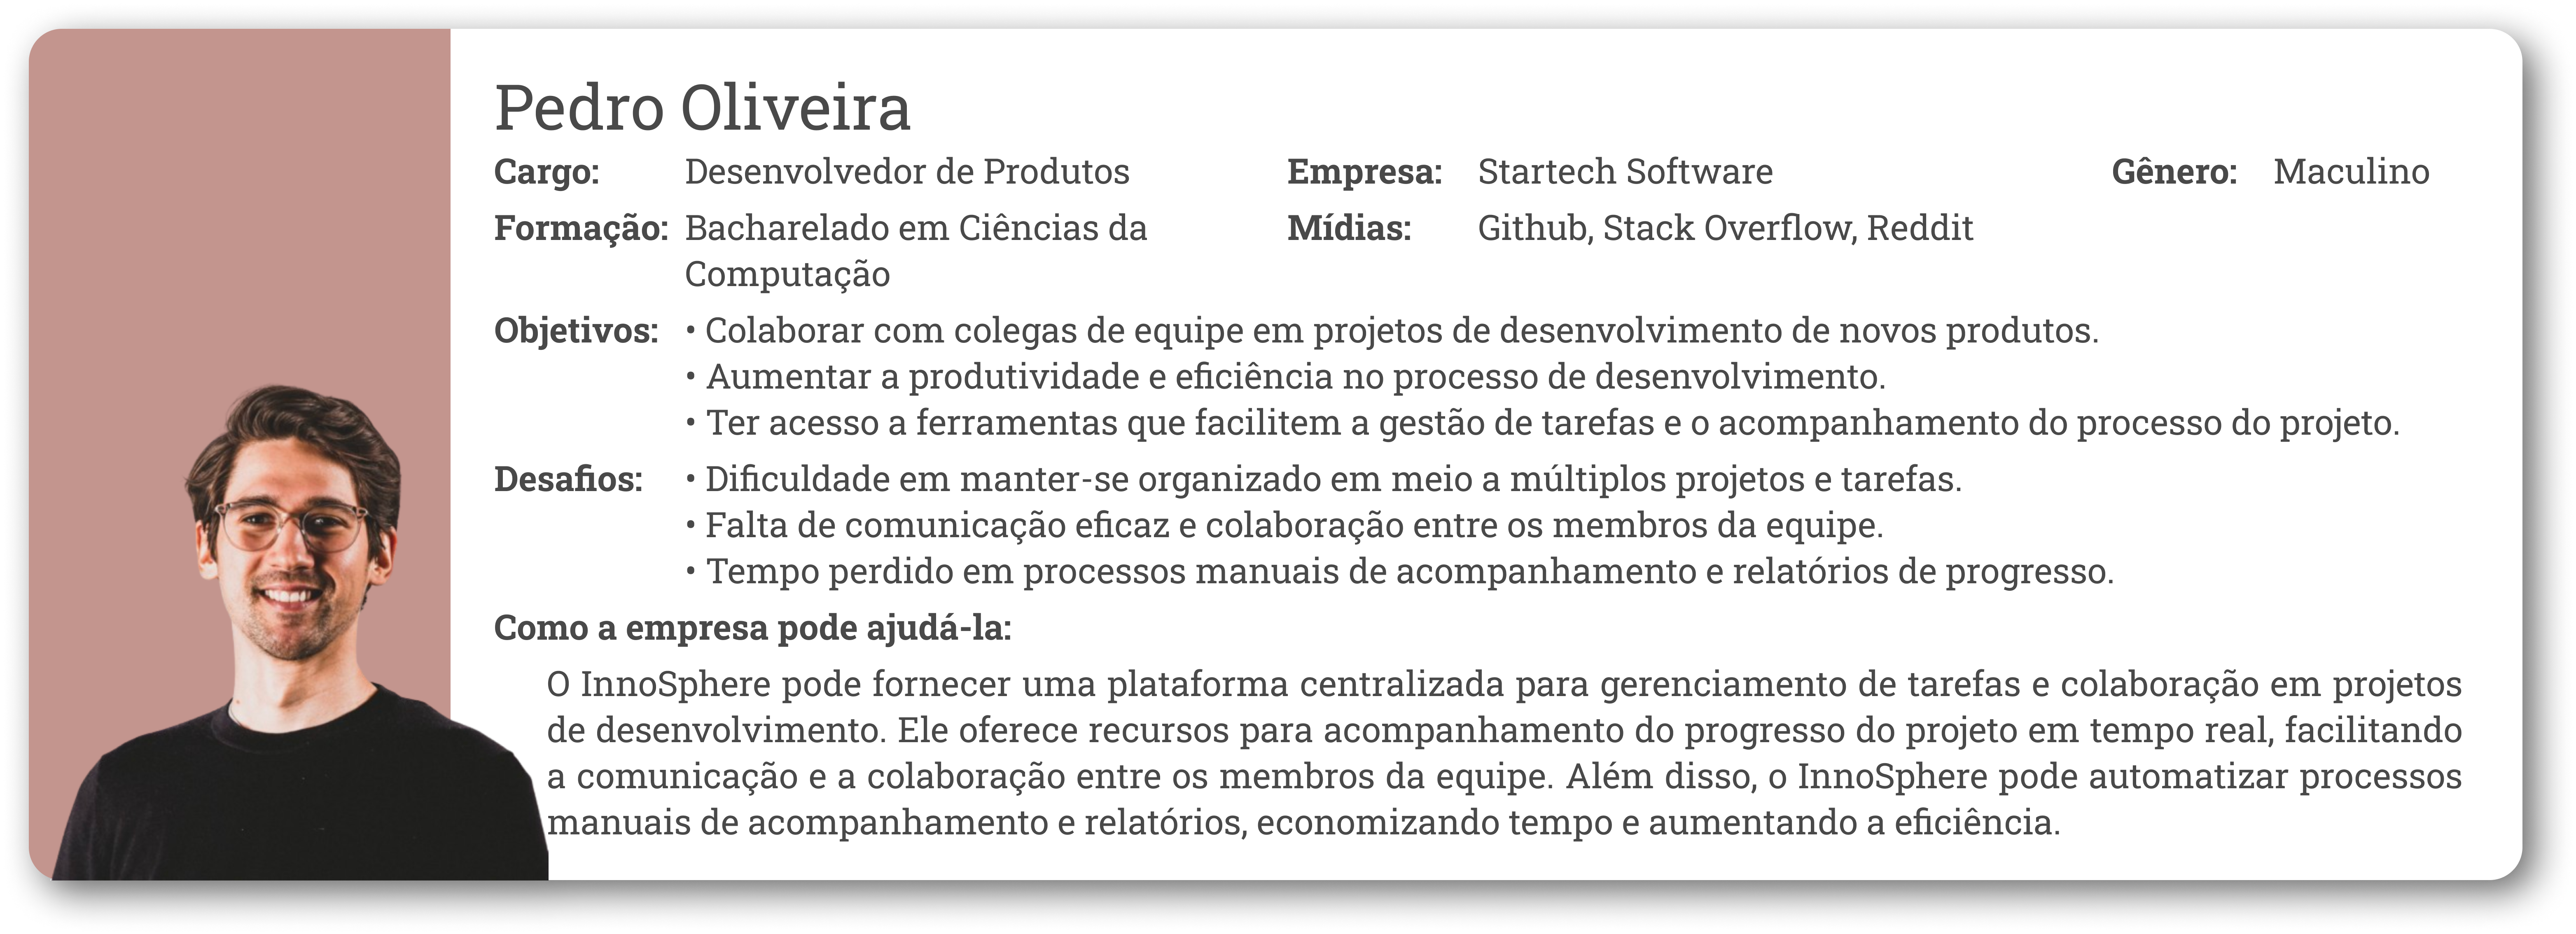 Pedro Oliveira
Cargo: Desenvolvedor de Produtos Empresa: Startech Software Gênero: Maculino
Formação: Bacharelado em Ciências da Mídias: Github, Stack Overflow, Reddit
Computação
Objetivos: • Colaborar com colegas de equipe em projetos de desenvolvimento de novos produtos.
• Aumentar a produtividade e eficiência no processo de desenvolvimento.
• Ter acesso a ferramentas que facilitem a gestão de tarefas e o acompanhamento do processo do projeto.
Desafios: • Dificuldade em manter-se organizado em meio a múltiplos projetos e tarefas.
• Falta de comunicação eficaz e colaboração entre os membros da equipe.
• Tempo perdido em processos manuais de acompanhamento e relatórios de progresso.
Como a empresa pode ajudá-la:
O InnoSphere pode fornecer uma plataforma centralizada para gerenciamento de tarefas e colaboração em projetos
de desenvolvimento. Ele oferece recursos para acompanhamento do progresso do projeto em tempo real, facilitando
a comunicação e a colaboração entre os membros da equipe. Além disso, o InnoSphere pode automatizar processos
manuais de acompanhamento e relatórios, economizando tempo e aumentando a eficiência.